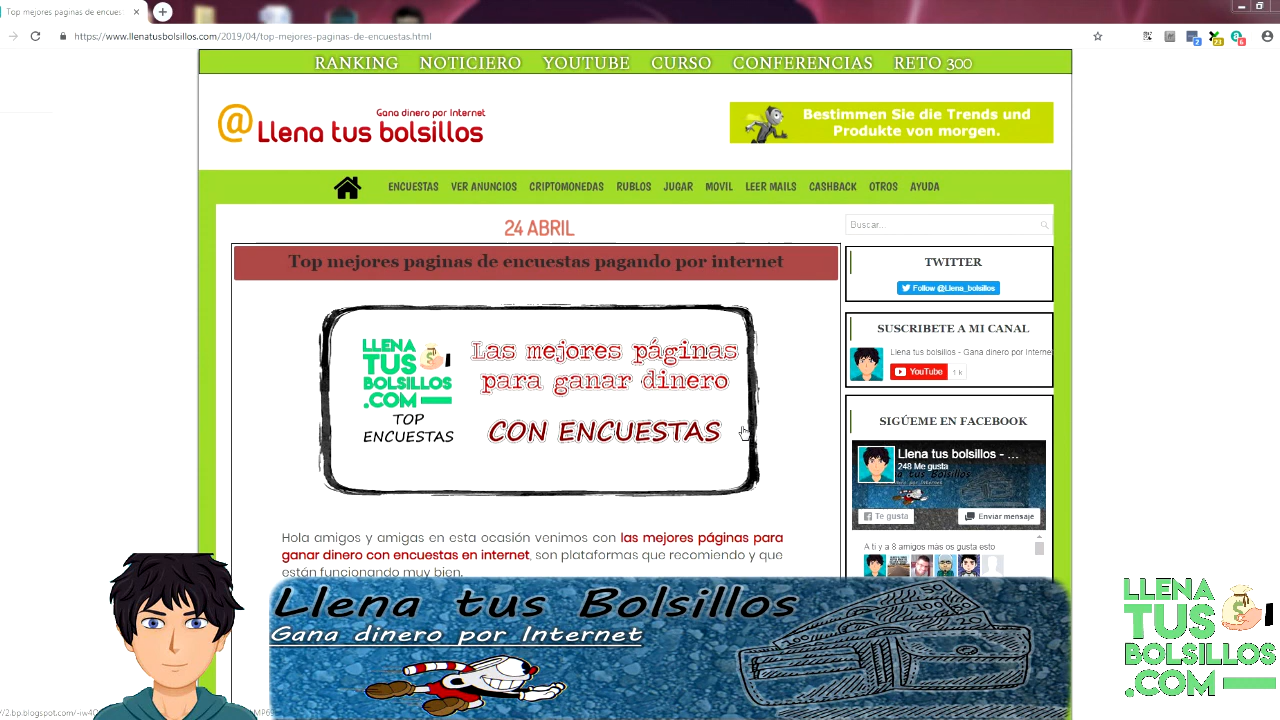 Top mejores paginas de encues
https://www.llenatusbolsillos.com/2019/04/top-mejores-paginas-de-encuestas.html
RANKING NOTICIERO YOUTUBE CURSO CONFERENCIAS RETO 300
Gana dinero por Internet
@Llena tus bolsillos
Bestimmen Sie die Trends und
Produkte von morgen.
ENCUESTAS VER ANUNCIOS CRIPTOMONEDAS RUBLOS JUGAR MOVIL LEER MAILS CASHBACK OTROS AYUDA
24 ABRIL
Buscar...
Top mejores paginas de encuestas pagando por internet
TWITTER
Follow @Llena_bolsillos
SUSCRIBETE A MI CANAL
Llena tus bolsillos - Gana dinero por Interne
YouTube 1 k
LLENA
TUS
BOLSILLOS
.COM
TOP
ENCUESTAS
Las mejores páginas
para ganar dinero
CON ENCUESTAS
SIGÜEME EN FACEBOOK
Llena tus bolsillos - ...
248 Me gusta
Te gusta
Enviar mensaje
A ti y a 8 amigos más os gusta esto
Hola amigos y amigas en esta ocasión venimos con las mejores páginas para
ganar dinero con encuestas en internet, son plataformas que recomiendo y que
están funcionando muy bien.
Llena tus Bolsillos
Gana dinero por Internet
LLENA
TUS
BOLSILLOS
.COM